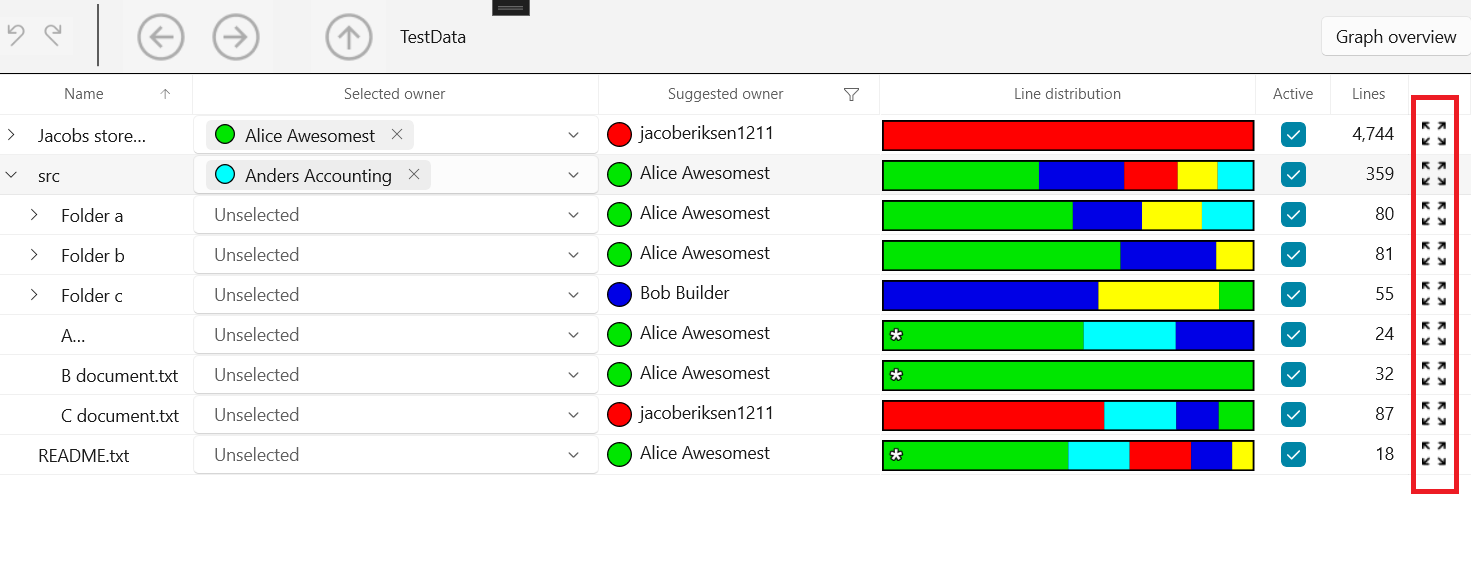 TestData
Graph overview
Name Selected owner Suggested owner Line distribution Active Lines
Jacobs store... Alice Awesomest jacoberiksen1211 4,744
src Anders Accounting Alice Awesomest 359
Folder a Unselected Alice Awesomest 80
Folder b Unselected Alice Awesomest 81
Folder c Unselected Bob Builder 55
A... Unselected Alice Awesomest * 24
B document.txt Unselected Alice Awesomest * 32
C document.txt Unselected jacoberiksen1211 87
README.txt Unselected Alice Awesomest * 18